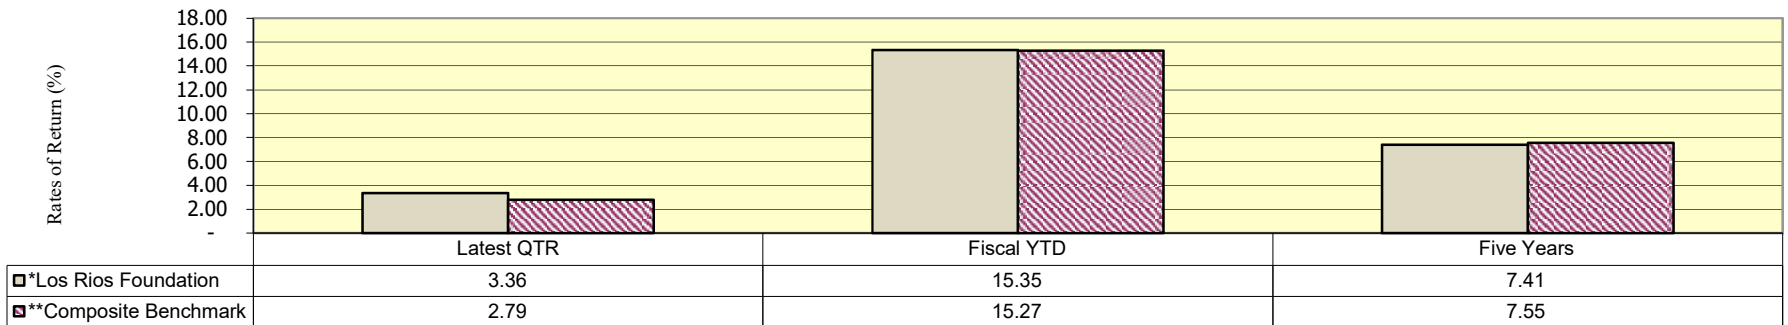 Rates of Return (%)
18.00
16.00
14.00
12.00
10.00
8.00
6.00
4.00
2.00
-
Latest QTR Fiscal YTD Five Years
*Los Rios Foundation 3.36 15.35 7.41
**Composite Benchmark 2.79 15.27 7.55